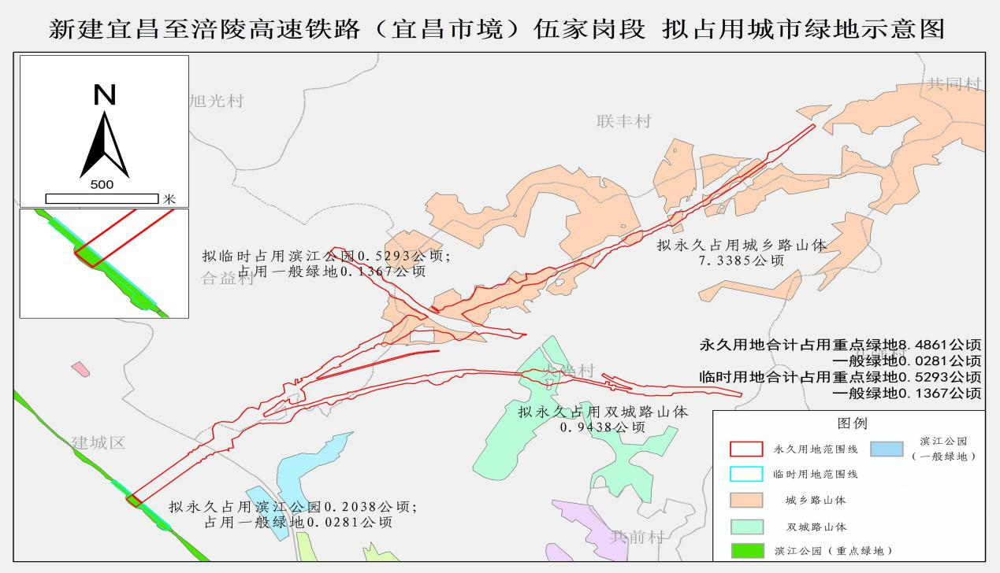 新建宜昌至涪陵高速铁路（宜昌市境）伍家岗段 拟占用城市绿地示意图
N
500
米
旭光村
联丰村
共同村
拟临时占用滨江公园0.5293公顷；
占用一般绿地0.1367公顷
合益村
拟永久占用城乡路山体
7.3385公顷
永久用地合计占用重点绿地8.4861公顷
一般绿地0.0281公顷
临时用地合计占用重点绿地0.5293公顷
一般绿地0.1367公顷
拟永久占用双城路山体
0.9438公顷
建城区
拟永久占用滨江公园0.2038公顷；
占用一般绿地0.0281公顷
共前村
图例
永久用地范围线
滨江公园
（一般绿地）
临时用地范围线
城乡路山体
双城路山体
滨江公园（重点绿地）